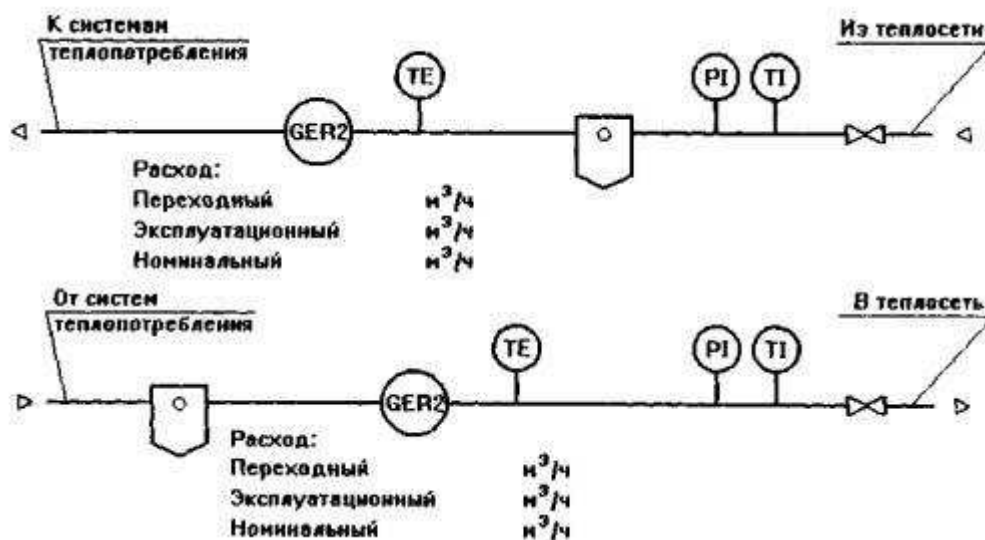 К системам
теплопотребления
Из теплосети
TE
PI
TI
GER2
Расход:
Переходный м³/ч
Эксплуатационный м³/ч
Номинальный м³/ч
От систем
теплопотребления
В теплосеть
TE
PI
TI
GER2
Расход:
Переходный м³/ч
Эксплуатационный м³/ч
Номинальный м³/ч